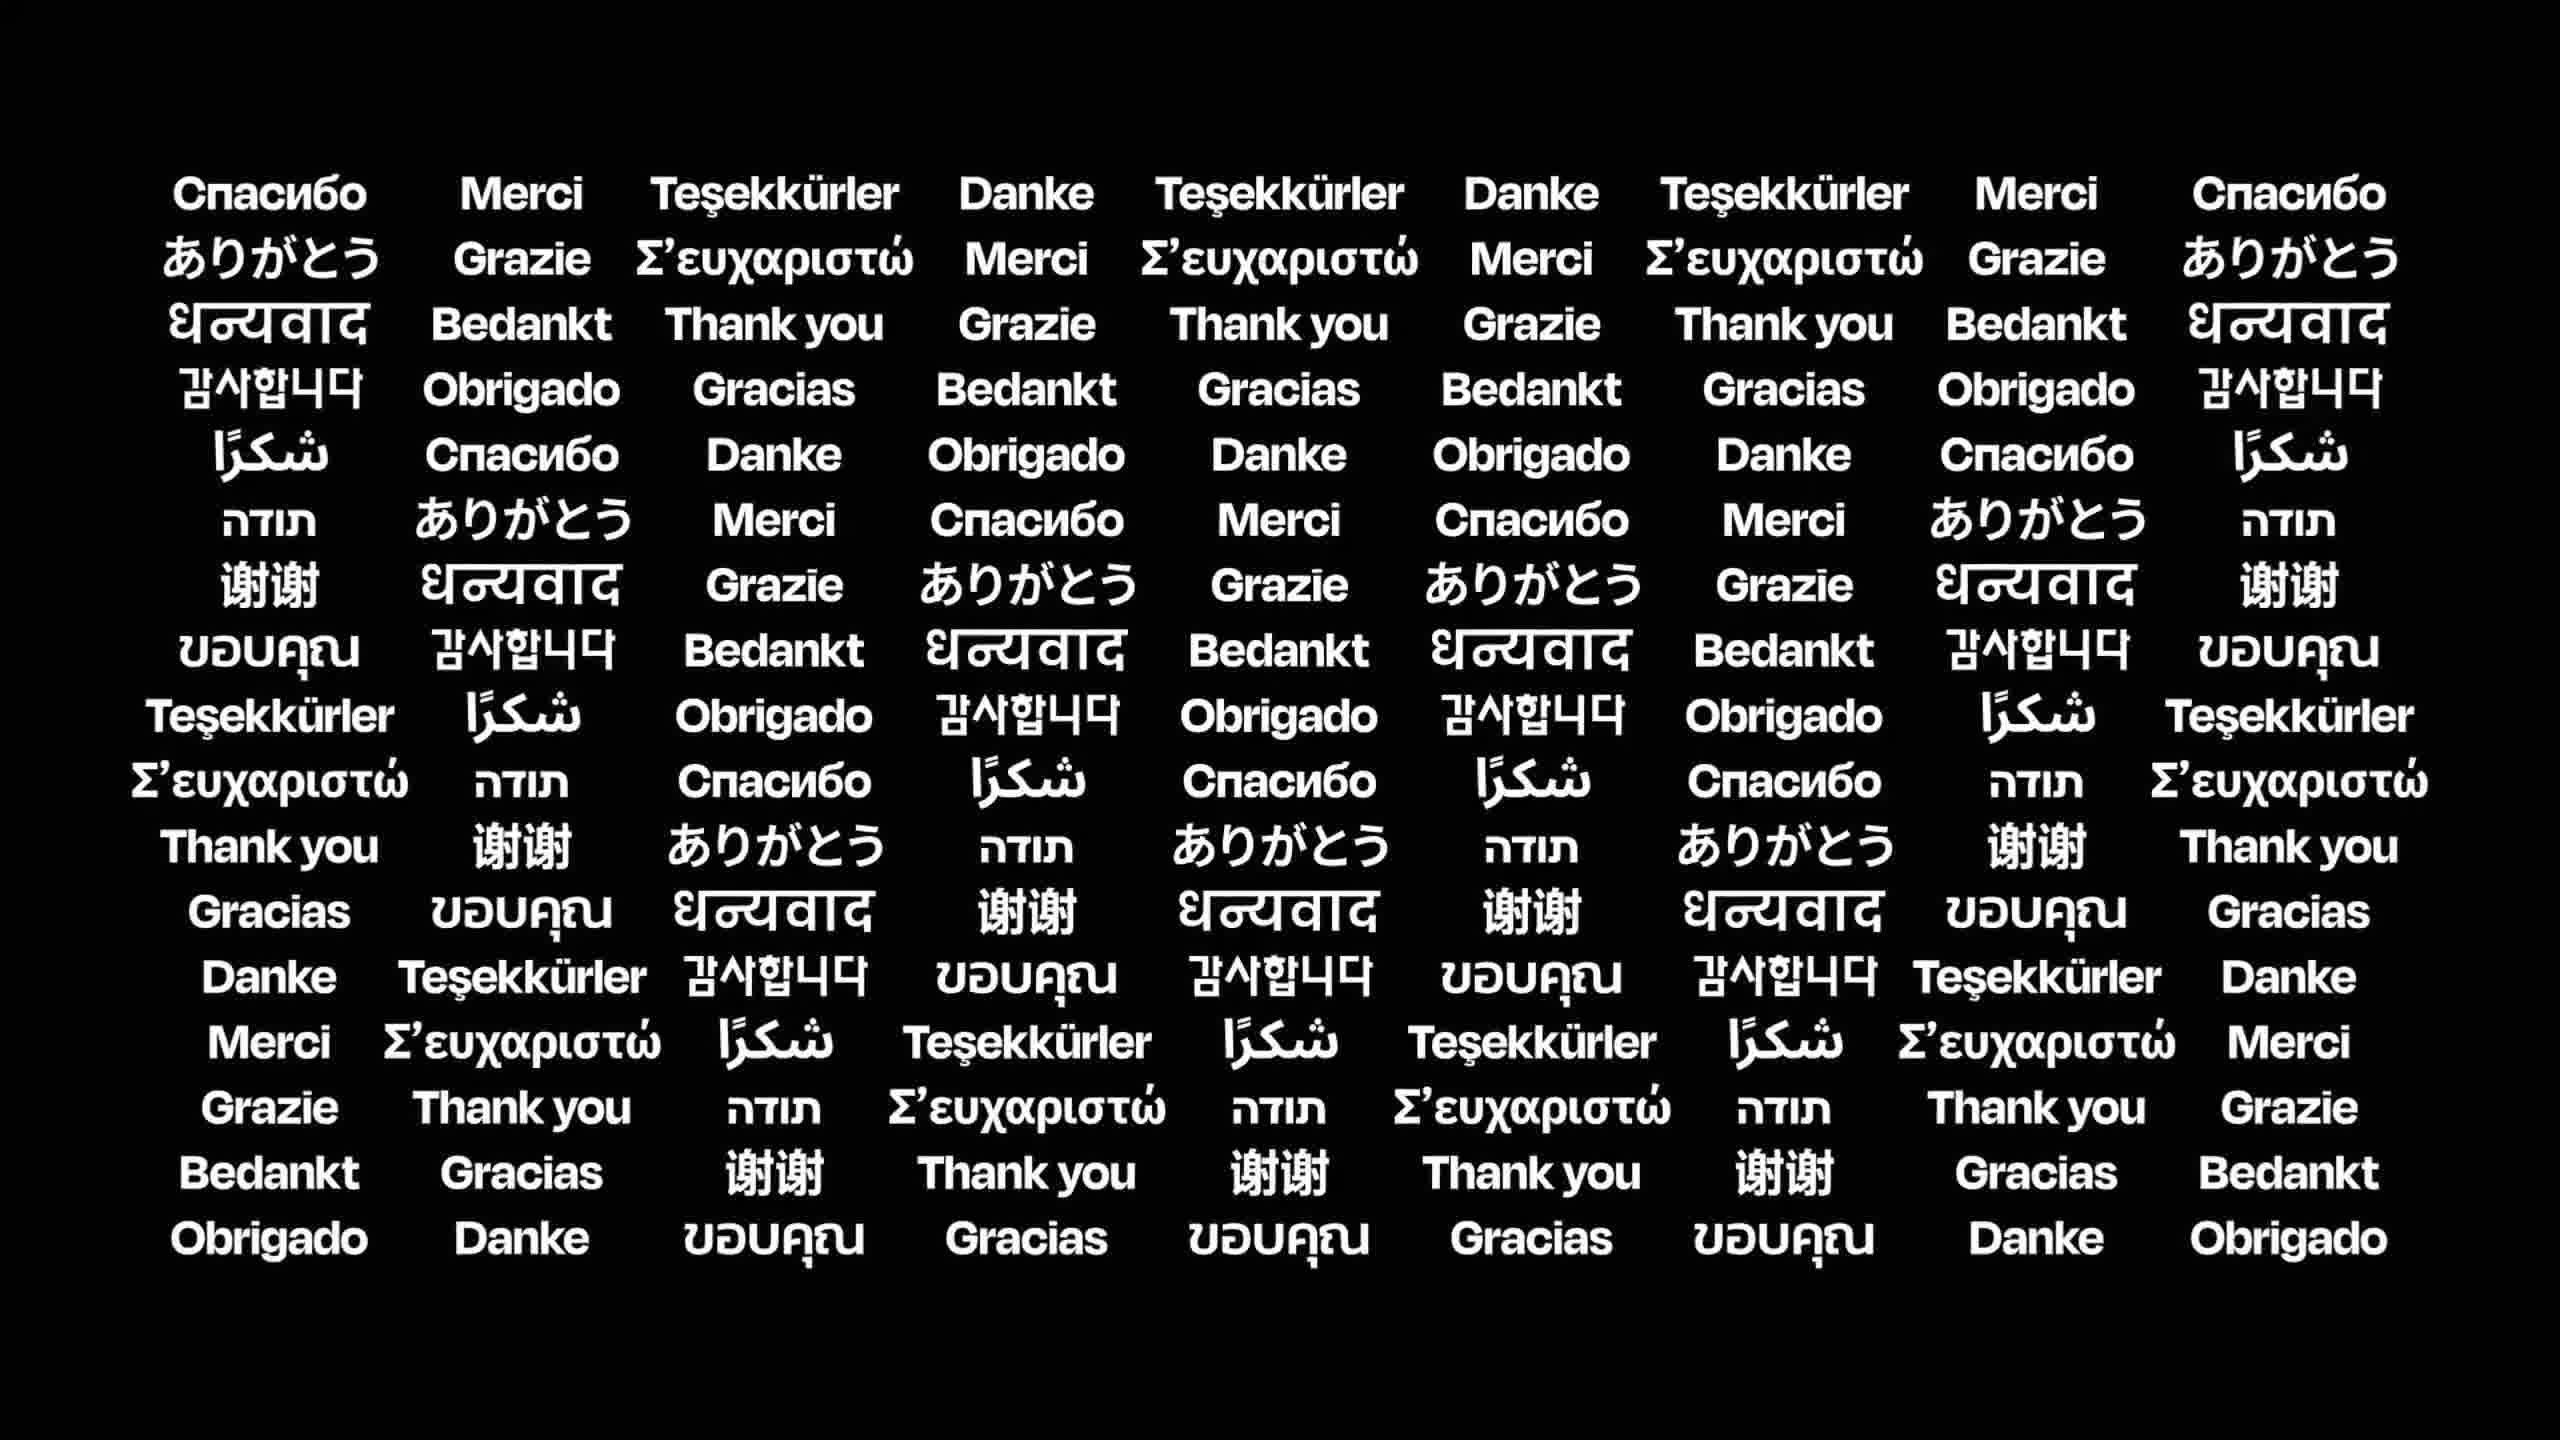 Спасибо Merci Teşekkürler Danke Teşekkürler Danke Teşekkürler Merci Спасибо
ありがとう Grazie Σ’ευχαριστώ Merci Σ’ευχαριστώ Merci Σ’ευχαριστώ Grazie ありがとう
धन्यवाद Bedankt Thank you Grazie Thank you Grazie Thank you Bedankt धन्यवाद
감사합니다 Obrigado Gracias Bedankt Gracias Bedankt Gracias Obrigado 감사합니다
شكرًا Спасибо Danke Obrigado Danke Obrigado Danke Спасибо شكرًا
תודה ありがとう Merci Спасибо Merci Спасибо Merci ありがとう תודה
谢谢 धन्यवाद Grazie ありがとう Grazie ありがとう Grazie धन्यवाद 谢谢
ขอบคุณ 감사합니다 Bedankt धन्यवाद Bedankt धन्यवाद Bedankt 감사합니다 ขอบคุณ
Teşekkürler شكرًا Obrigado 감사합니다 Obrigado 감사합니다 Obrigado شكرًا Teşekkürler
Σ’ευχαριστώ תודה Спасибо شكرًا Спасибо شكرًا Спасибо תודה Σ’ευχαριστώ
Thank you 谢谢 ありがとう תודה ありがとう תודה ありがとう 谢谢 Thank you
Gracias ขอบคุณ धन्यवाद 谢谢 धन्यवाद 谢谢 धन्यवाद ขอบคุณ Gracias
Danke Teşekkürler 감사합니다 ขอบคุณ 감사합니다 ขอบคุณ 감사합니다 Teşekkürler Danke
Merci Σ’ευχαριστώ شكرًا Teşekkürler شكرًا Teşekkürler شكرًا Σ’ευχαριστώ Merci
Grazie Thank you תודה Σ’ευχαριστώ תודה Σ’ευχαριστώ תודה Thank you Grazie
Bedankt Gracias 谢谢 Thank you 谢谢 Thank you 谢谢 Gracias Bedankt
Obrigado Danke ขอบคุณ Gracias ขอบคุณ Gracias ขอบคุณ Danke Obrigado